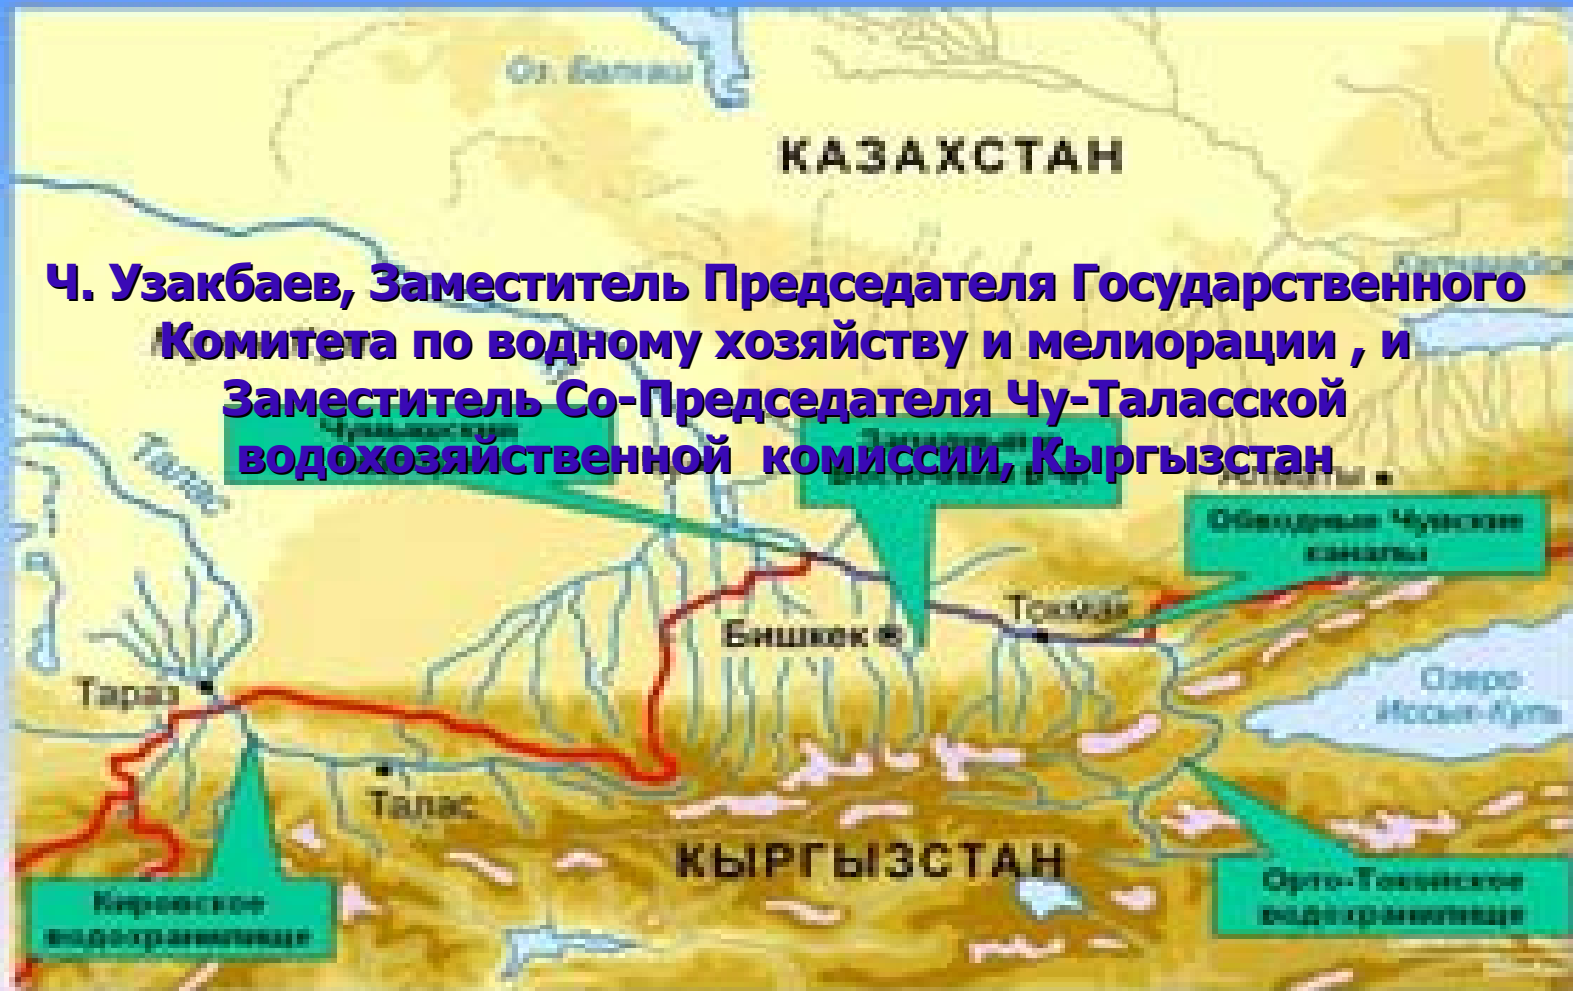 Оз. Балхаш
КАЗАХСТАН
Ч. Узакбаев, Заместитель Председателя Государственного
Комитета по водному хозяйству и мелиорации , и
Заместитель Со-Председателя Чу-Таласской
водохозяйственной комиссии, Кыргызстан
Талас
Алматы
Обводные Чуйские
каналы
Токмак
Бишкек
Тараз
Озеро
Иссык-Куль
Талас
КЫРГЫЗСТАН
Орто-Токойское
водохранилище
Кировское
водохранилище